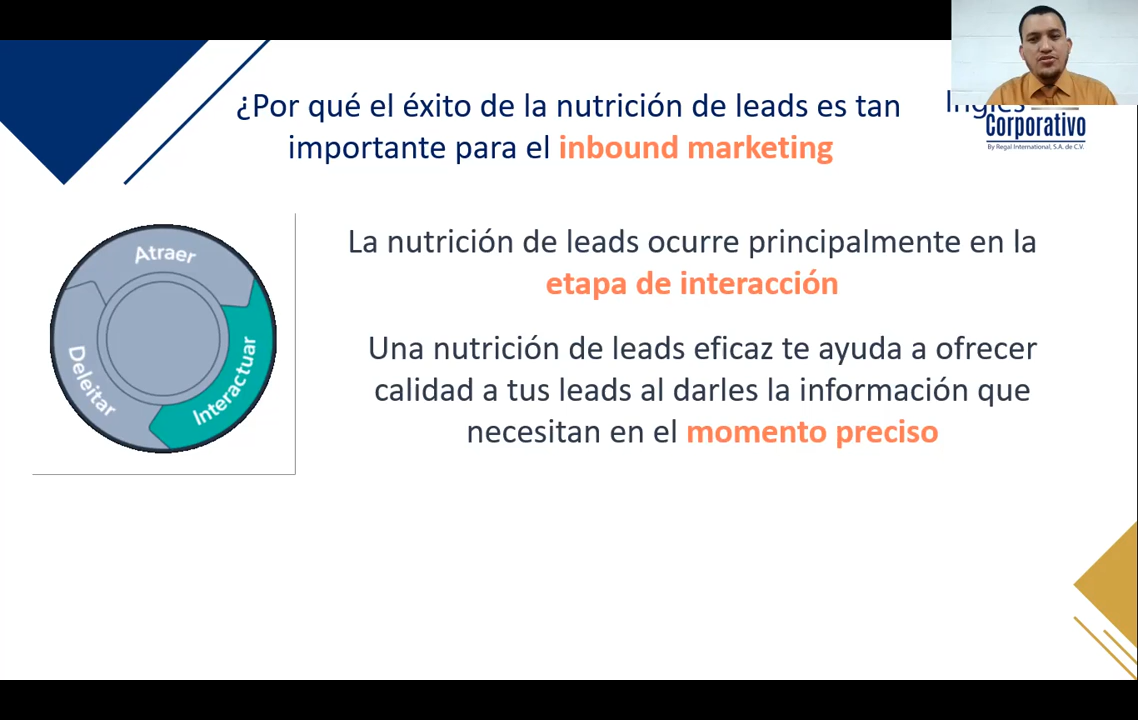 ¿Por qué el éxito de la nutrición de leads es tan
importante para el inbound marketing
Inglés
Corporativo
By Regal International, S.A. de C.V.
Atraer
Interactuar
Deleitar
La nutrición de leads ocurre principalmente en la
etapa de interacción
Una nutrición de leads eficaz te ayuda a ofrecer
calidad a tus leads al darles la información que
necesitan en el momento preciso